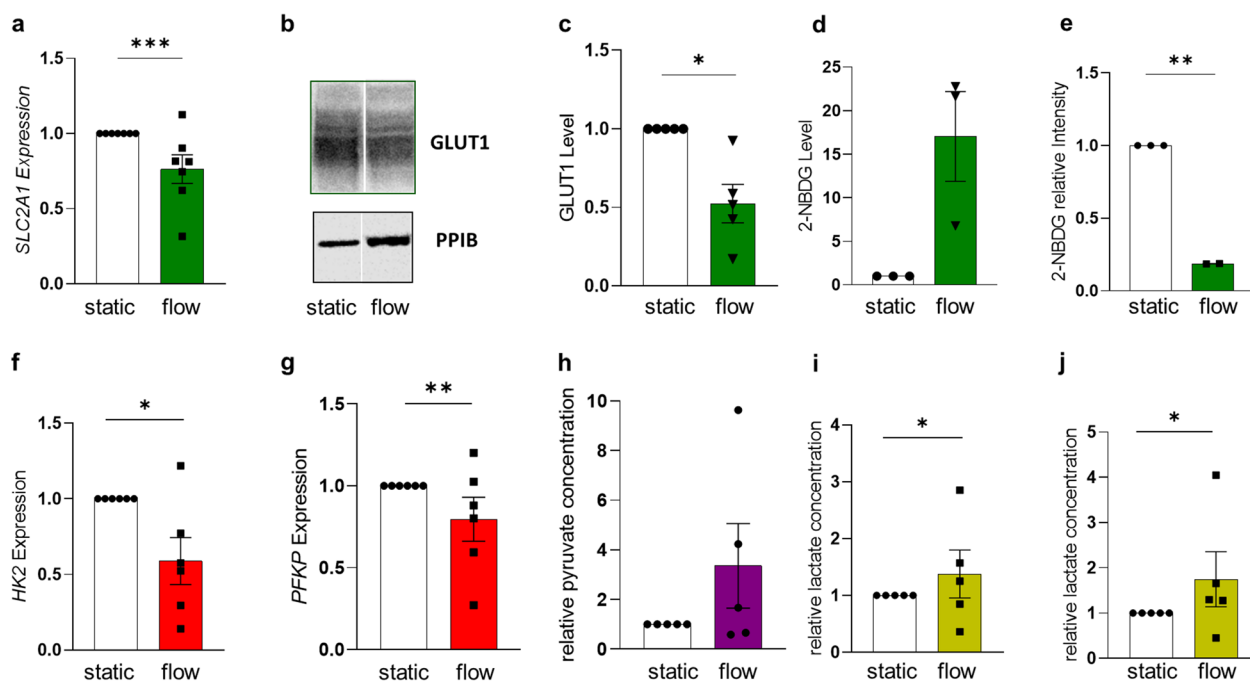 a
***
SLC2A1 Expression
1.5
1.0
0.5
0.0
static flow
b
GLUT1
PPIB
static flow
c
*
GLUT1 Level
1.5
1.0
0.5
0.0
static flow
d
2-NBDG Level
25
20
15
10
5
0
static flow
e
**
2-NBDG relative Intensity
1.5
1.0
0.5
0.0
static flow
f
*
HK2 Expression
1.5
1.0
0.5
0.0
static flow
g
**
PFKP Expression
1.5
1.0
0.5
0.0
static flow
h
relative pyruvate concentration
10
8
6
4
2
0
static flow
i
*
relative lactate concentration
4
3
2
1
0
static flow
j
*
relative lactate concentration
5
4
3
2
1
0
static flow